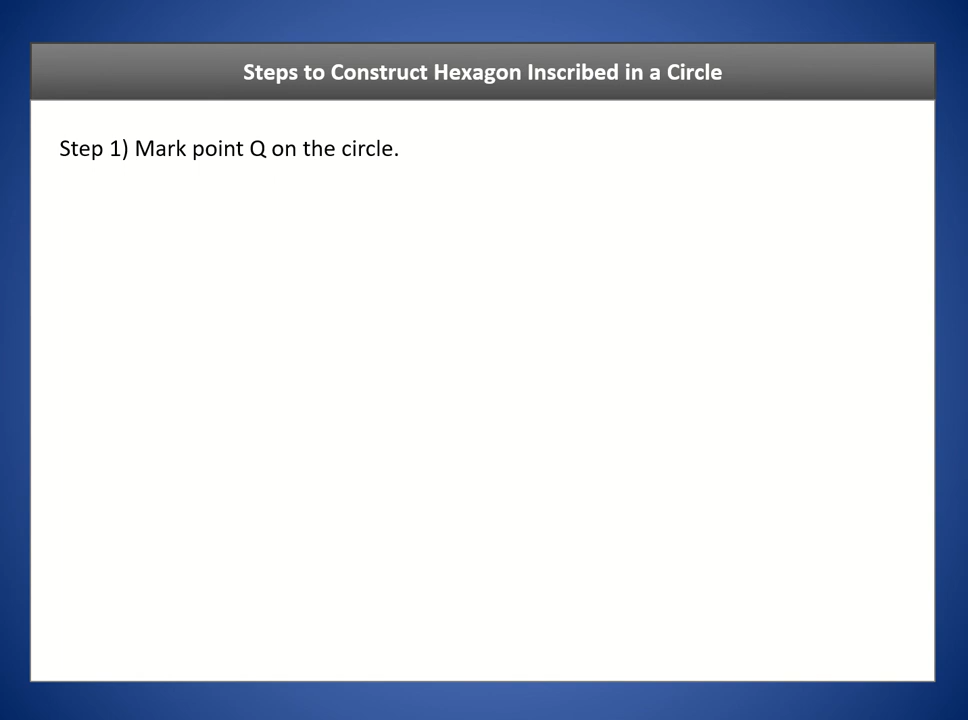 Steps to Construct Hexagon Inscribed in a Circle
Step 1) Mark point Q on the circle.